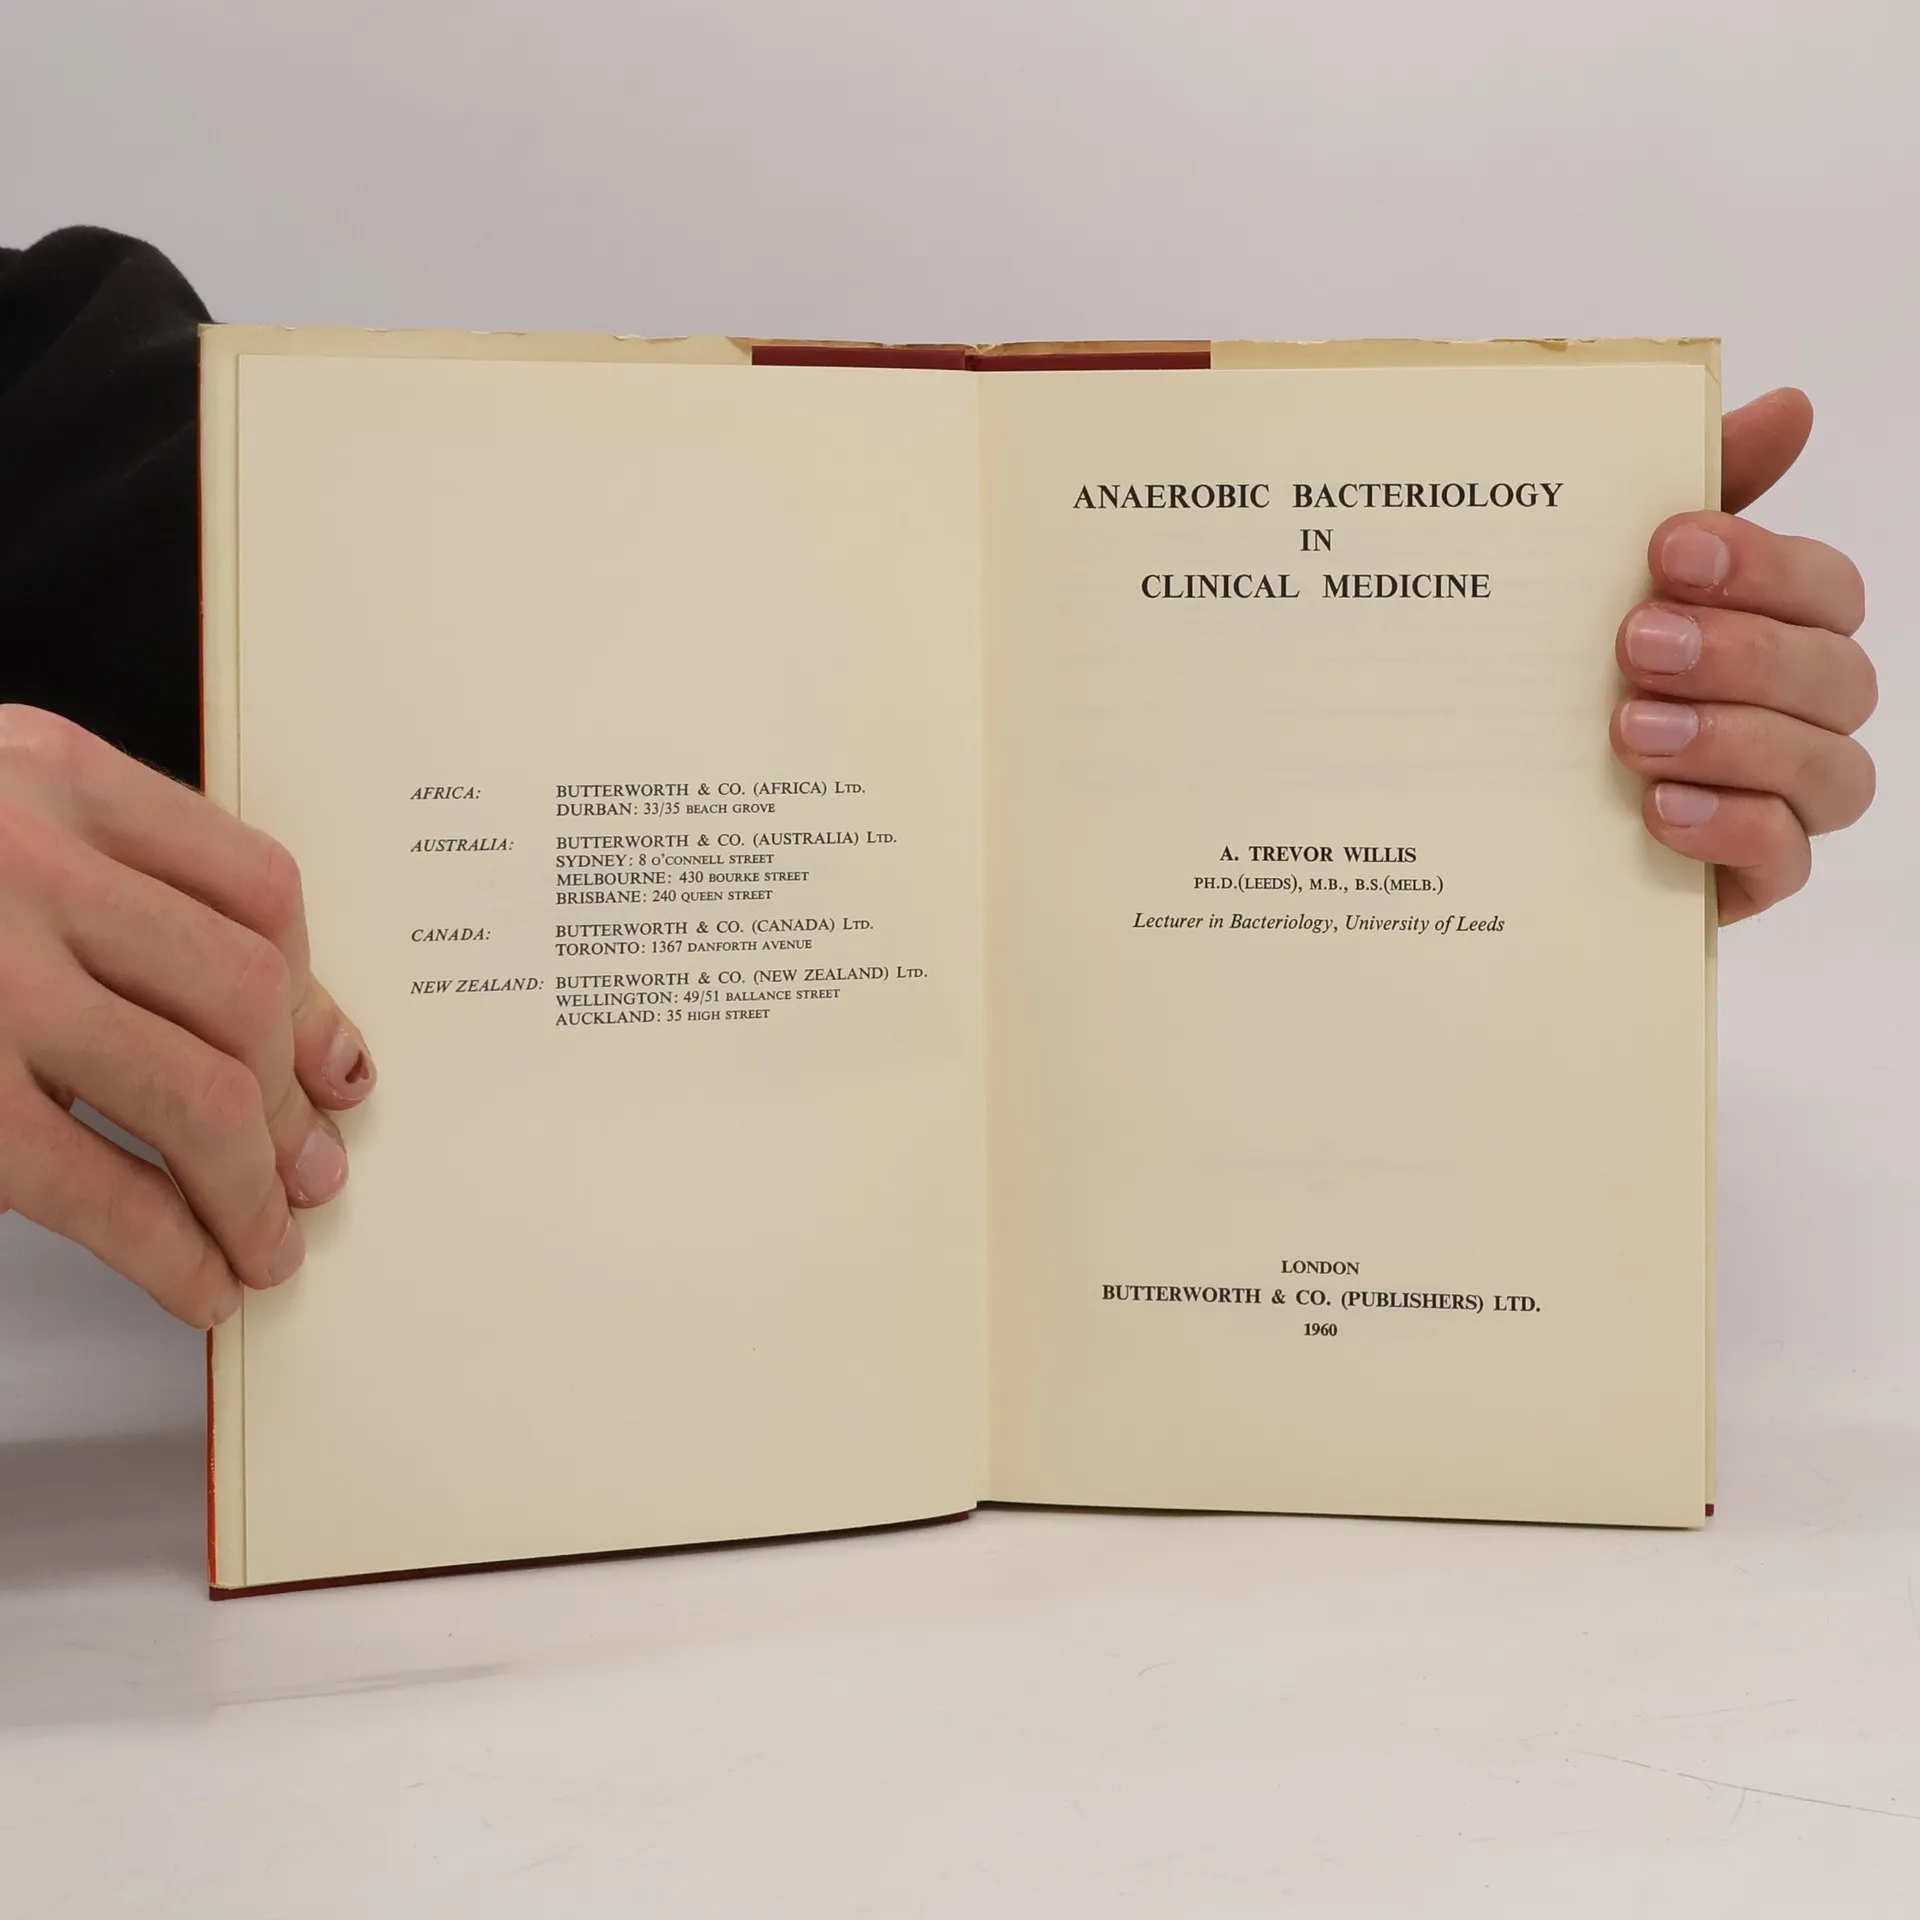 AFRICA: BUTTERWORTH & CO. (AFRICA) LTD.
DURBAN: 33/35 BEACH GROVE
AUSTRALIA: BUTTERWORTH & CO. (AUSTRALIA) LTD.
SYDNEY: 8 O'CONNELL STREET
MELBOURNE: 430 BOURKE STREET
BRISBANE: 240 QUEEN STREET
CANADA: BUTTERWORTH & CO. (CANADA) LTD.
TORONTO: 1367 DANFORTH AVENUE
NEW ZEALAND: BUTTERWORTH & CO. (NEW ZEALAND) LTD.
WELLINGTON: 49/51 BALLANCE STREET
AUCKLAND: 35 HIGH STREET
ANAEROBIC BACTERIOLOGY
IN
CLINICAL MEDICINE
A. TREVOR WILLIS
PH.D.(LEEDS), M.B., B.S.(MELB.)
Lecturer in Bacteriology, University of Leeds
LONDON
BUTTERWORTH & CO. (PUBLISHERS) LTD.
1960